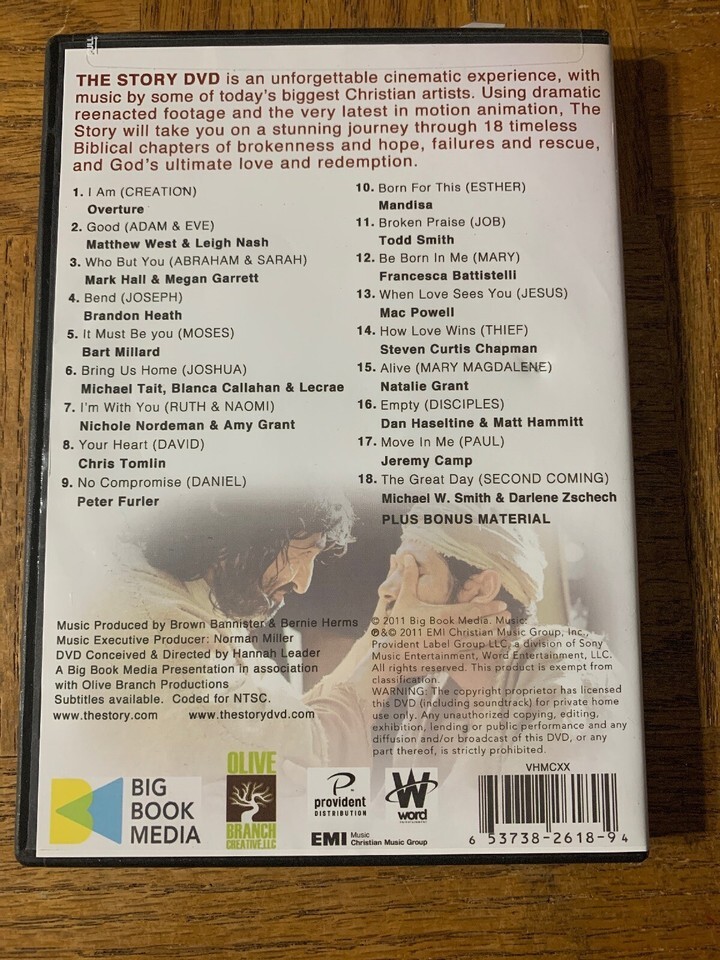 THE STORY DVD is an unforgettable cinematic experience, with
music by some of today's biggest Christian artists. Using dramatic
reenacted footage and the very latest in motion animation, The
Story will take you on a stunning journey through 18 timeless
Biblical chapters of brokenness and hope, failures and rescue,
and God's ultimate love and redemption.
1. I Am (CREATION)
Overture
2. Good (ADAM & EVE)
Matthew West & Leigh Nash
3. Who But You (ABRAHAM & SARAH)
Mark Hall & Megan Garrett
4. Bend (JOSEPH)
Brandon Heath
5. It Must Be you (MOSES)
Bart Millard
6. Bring Us Home (JOSHUA)
Michael Tait, Blanca Callahan & Lecrae
7. I'm With You (RUTH & NAOMI)
Nichole Nordeman & Amy Grant
8. Your Heart (DAVID)
Chris Tomlin
9. No Compromise (DANIEL)
Peter Furler
10. Born For This (ESTHER)
Mandisa
11. Broken Praise (JOB)
Todd Smith
12. Be Born In Me (MARY)
Francesca Battistelli
13. When Love Sees You (JESUS)
Mac Powell
14. How Love Wins (THIEF)
Steven Curtis Chapman
15. Alive (MARY MAGDALENE)
Natalie Grant
16. Empty (DISCIPLES)
Dan Haseltine & Matt Hammitt
17. Move In Me (PAUL)
Jeremy Camp
18. The Great Day (SECOND COMING)
Michael W. Smith & Darlene Zschech
PLUS BONUS MATERIAL
Music Produced by Brown Bannister & Bernie Herms
Music Executive Producer: Norman Miller
DVD Conceived & Directed by Hannah Leader
A Big Book Media Presentation in association
with Olive Branch Productions
Subtitles available. Coded for NTSC.
www.thestory.com www.thestorydvd.com
© 2011 Big Book Media. Music:
℗&© 2011 EMI Christian Music Group, Inc.,
Provident Label Group LLC, a division of Sony
Music Entertainment, Word Entertainment, LLC.
All rights reserved. This product is exempt from
classification.
WARNING: The copyright proprietor has licensed
this DVD (including soundtrack) for private home
use only. Any unauthorized copying, editing,
exhibition, lending or public performance and any
diffusion and/or broadcast of this DVD, or any
part thereof, is strictly prohibited.
BIG
BOOK
MEDIA
OLIVE
BRANCH
CREATIVE, LLC
provident
DISTRIBUTION
word
ENTERTAINMENT
EMI Music
Christian Music Group
VHMCXX
6 53738-2618-9 4